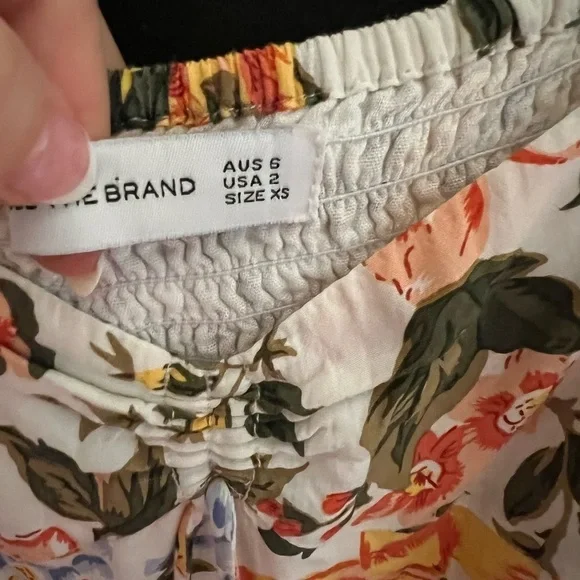 THE BRAND
AUS 6
USA 2
SIZE XS